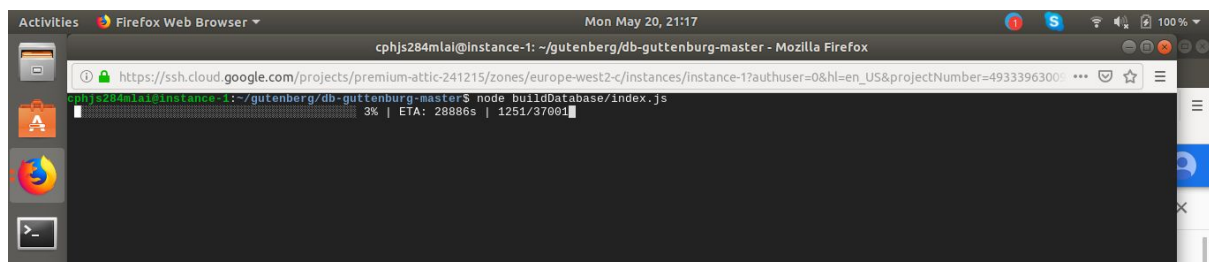 Activities Firefox Web Browser Mon May 20, 21:17 1 S 100 %
cphjs284mlai@instance-1: ~/gutenberg/db-guttenburg-master - Mozilla Firefox
https://ssh.cloud.google.com/projects/premium-attic-241215/zones/europe-west2-c/instances/instance-1?authuser=0&hl=en_US&projectNumber=49333963009
cphjs284mlai@instance-1:~/gutenberg/db-guttenburg-master$ node buildDatabase/index.js
3% | ETA: 28886s | 1251/37001